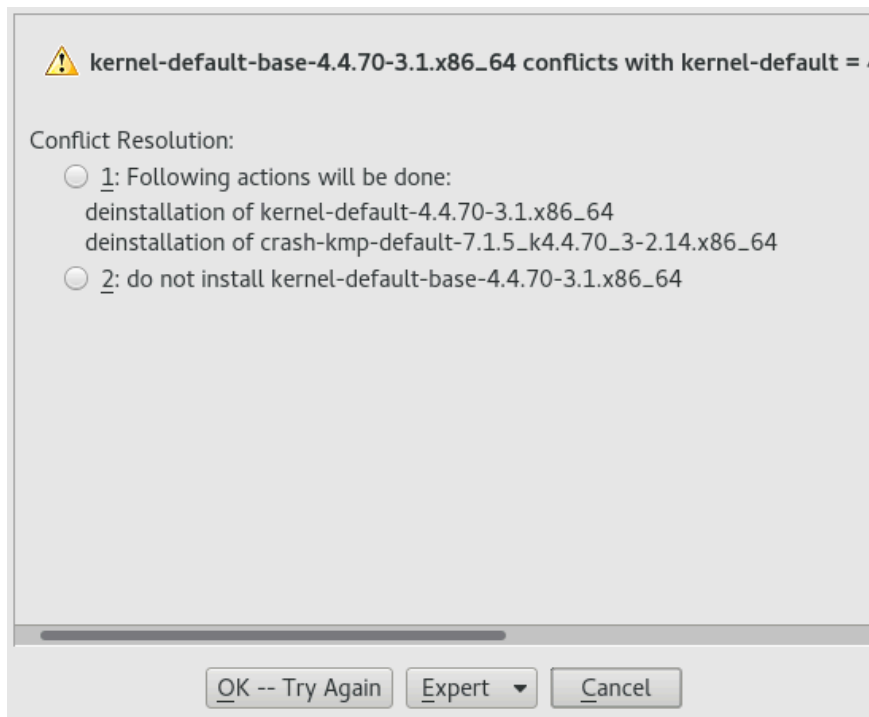 kernel-default-base-4.4.70-3.1.x86_64 conflicts with kernel-default =
Conflict Resolution:
1: Following actions will be done:
deinstallation of kernel-default-4.4.70-3.1.x86_64
deinstallation of crash-kmp-default-7.1.5_k4.4.70_3-2.14.x86_64
2: do not install kernel-default-base-4.4.70-3.1.x86_64
OK -- Try Again Expert Cancel